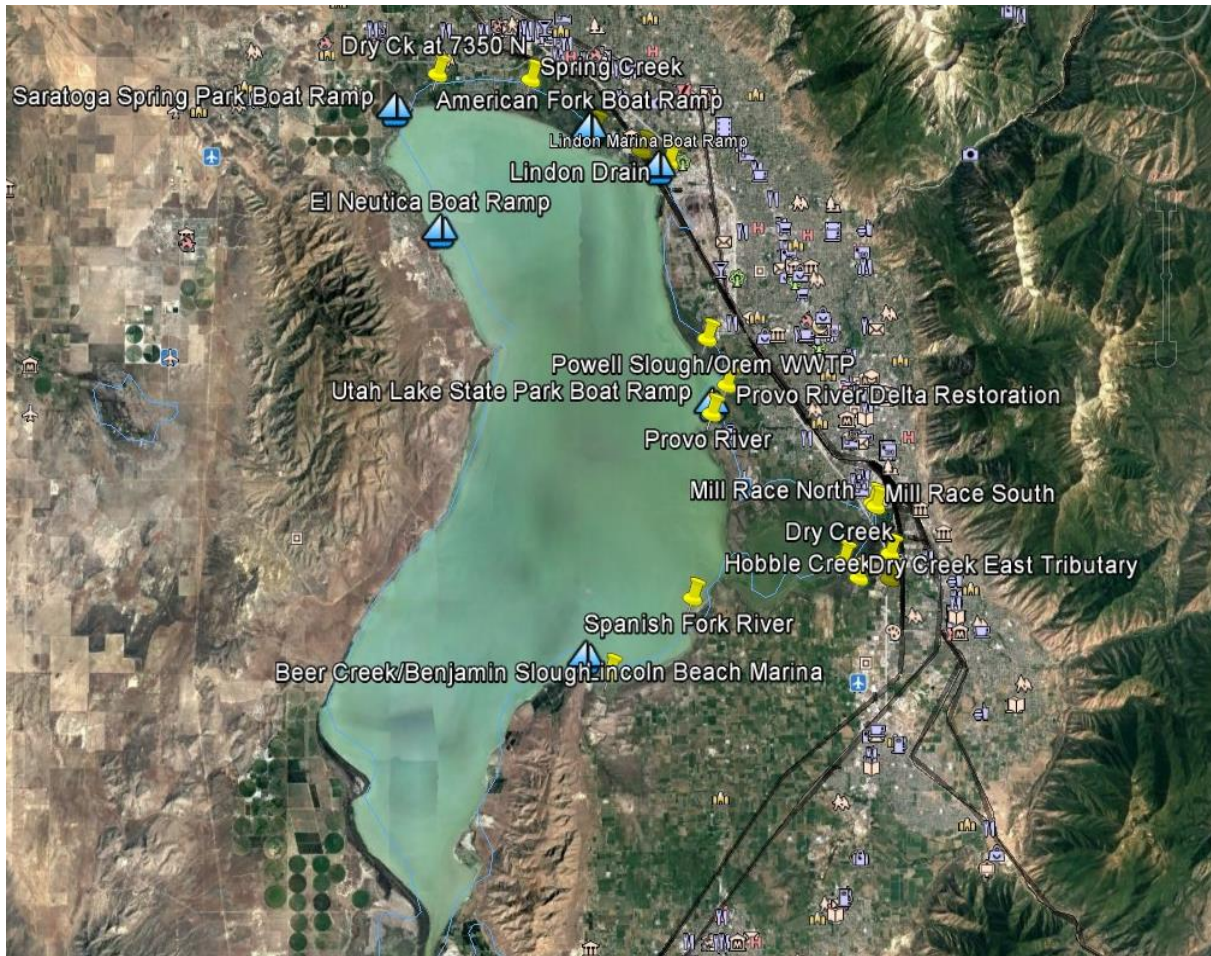 Dry Ck at 7350 N
Spring Creek
Saratoga Spring Park Boat Ramp
American Fork Boat Ramp
Lindon Marina Boat Ramp
Lindon Drain
El Neutica Boat Ramp
Powell Slough/Orem WWTP
Utah Lake State Park Boat Ramp
Provo River Delta Restoration
Provo River
Mill Race North
Mill Race South
Dry Creek
Hobble Creek
Dry Creek East Tributary
Spanish Fork River
Beer Creek/Benjamin Slough
Lincoln Beach Marina